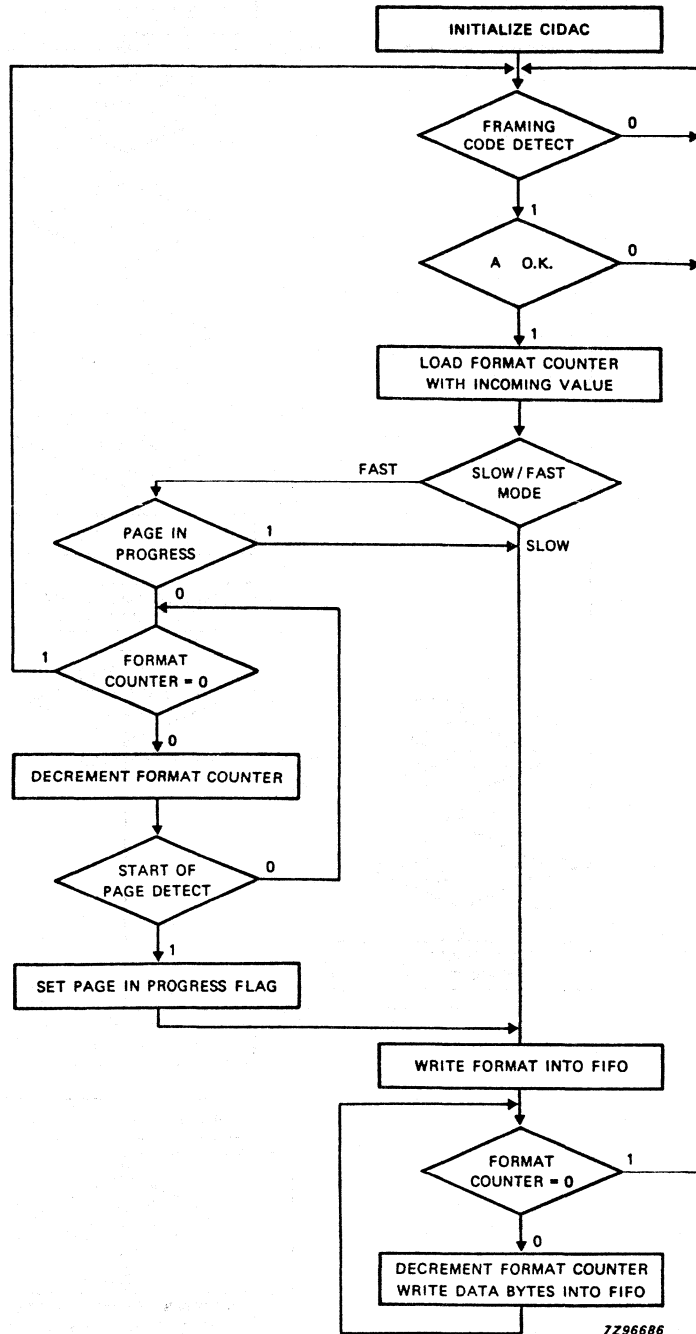 INITIALIZE CIDAC
FRAMING
CODE DETECT
0
1
A O.K.
0
1
LOAD FORMAT COUNTER
WITH INCOMING VALUE
SLOW/FAST
MODE
FAST
SLOW
PAGE IN
PROGRESS
1
0
FORMAT
COUNTER = 0
1
0
DECREMENT FORMAT COUNTER
START OF
PAGE DETECT
0
1
SET PAGE IN PROGRESS FLAG
WRITE FORMAT INTO FIFO
FORMAT
COUNTER = 0
1
0
DECREMENT FORMAT COUNTER
WRITE DATA BYTES INTO FIFO
7Z96686